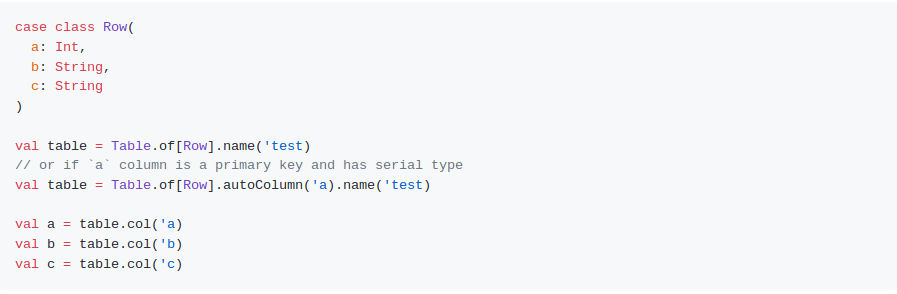 case class Row(
  a: Int,
  b: String,
  c: String
)

val table = Table.of[Row].name('test)
// or if `a` column is a primary key and has serial type
val table = Table.of[Row].autoColumn('a).name('test)

val a = table.col('a)
val b = table.col('b)
val c = table.col('c)